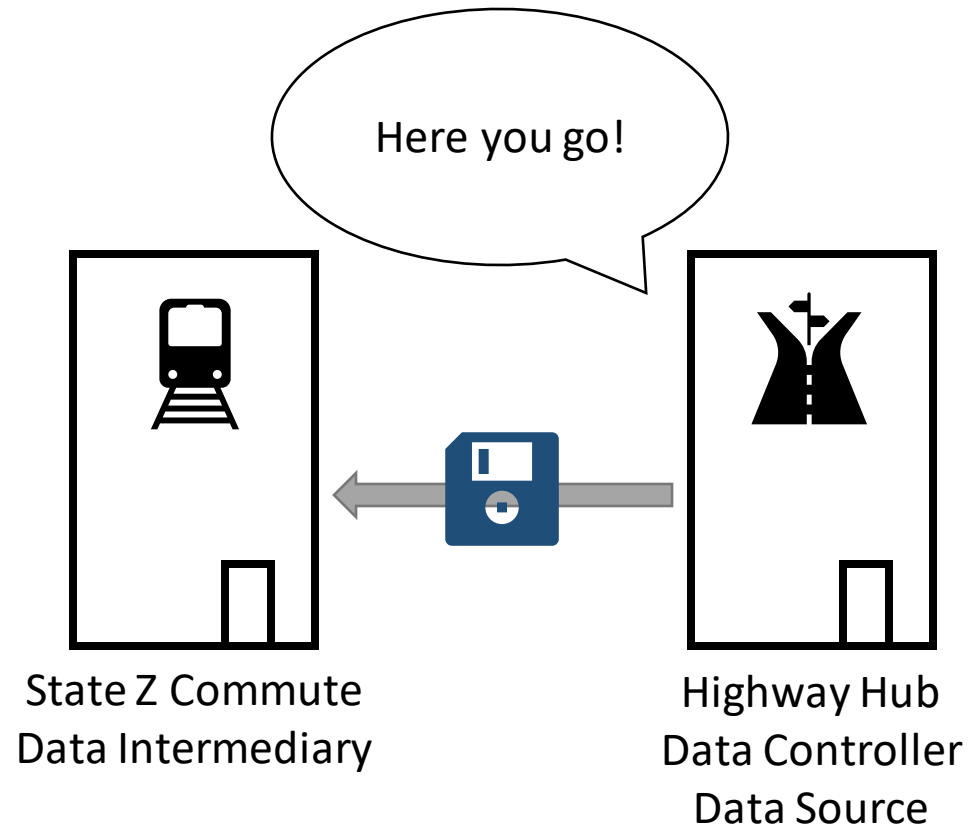 Here you go!
State Z Commute
Data Intermediary
Highway Hub
Data Controller
Data Source